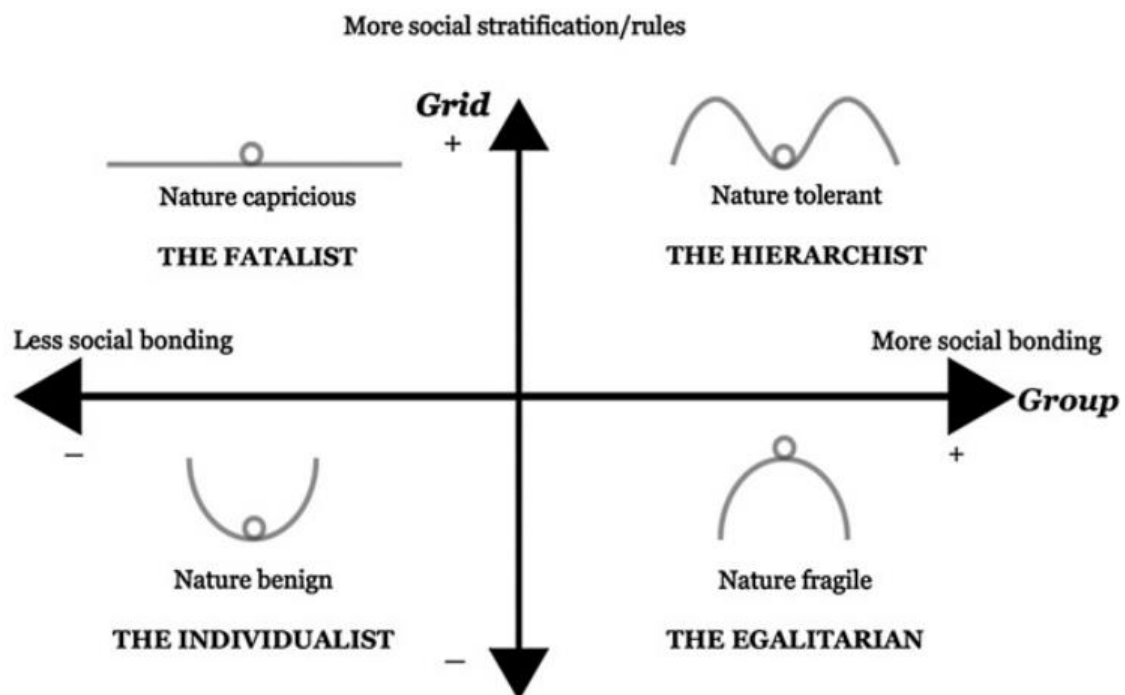 More social stratification/rules
Grid
+
Nature capricious
Nature tolerant
THE FATALIST
THE HIERARCHIST
Less social bonding
More social bonding
Group
–
+
Nature benign
Nature fragile
THE INDIVIDUALIST
THE EGALITARIAN
–